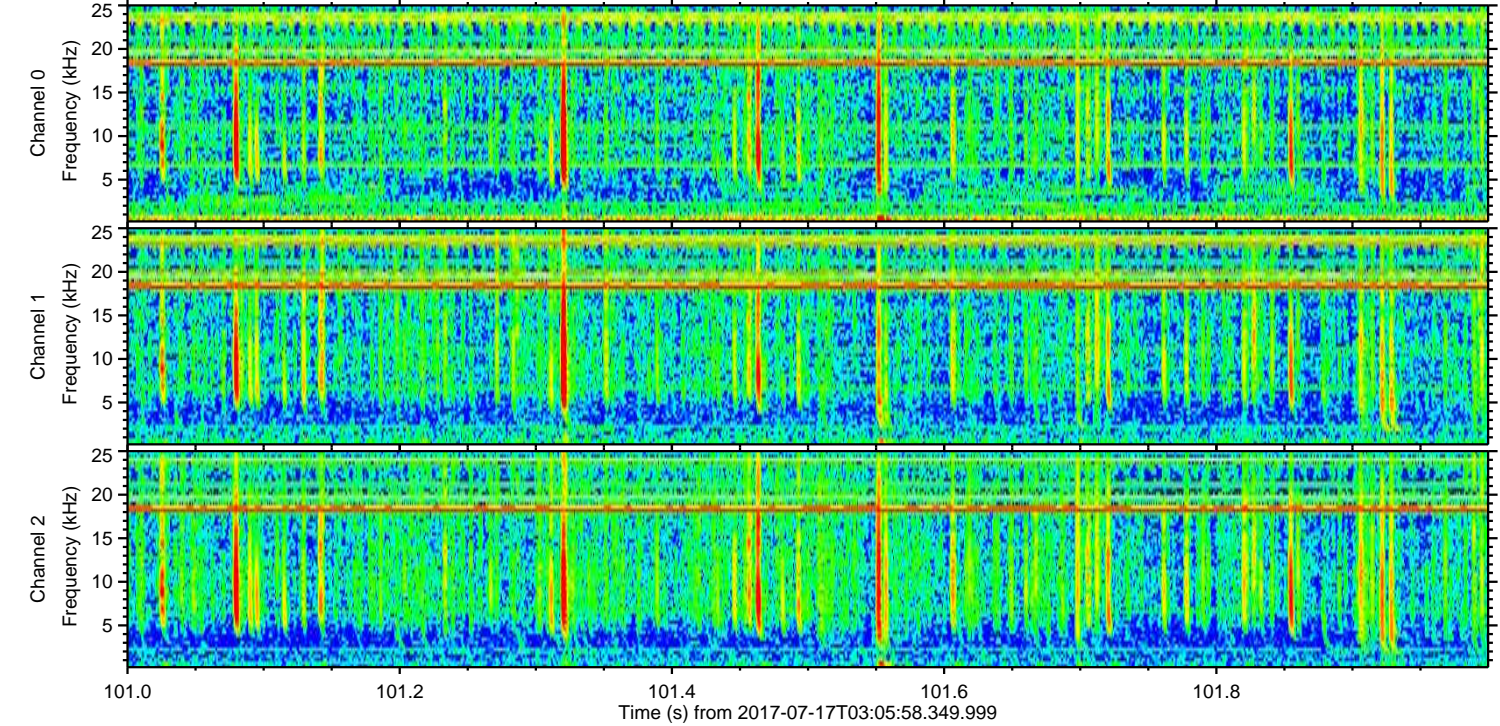 25
20
15
10
5
Channel 0
Frequency (kHz)
25
20
15
10
5
Channel 1
Frequency (kHz)
25
20
15
10
5
Channel 2
Frequency (kHz)
101.0 101.2 101.4 101.6 101.8
Time (s) from 2017-07-17T03:05:58.349.999